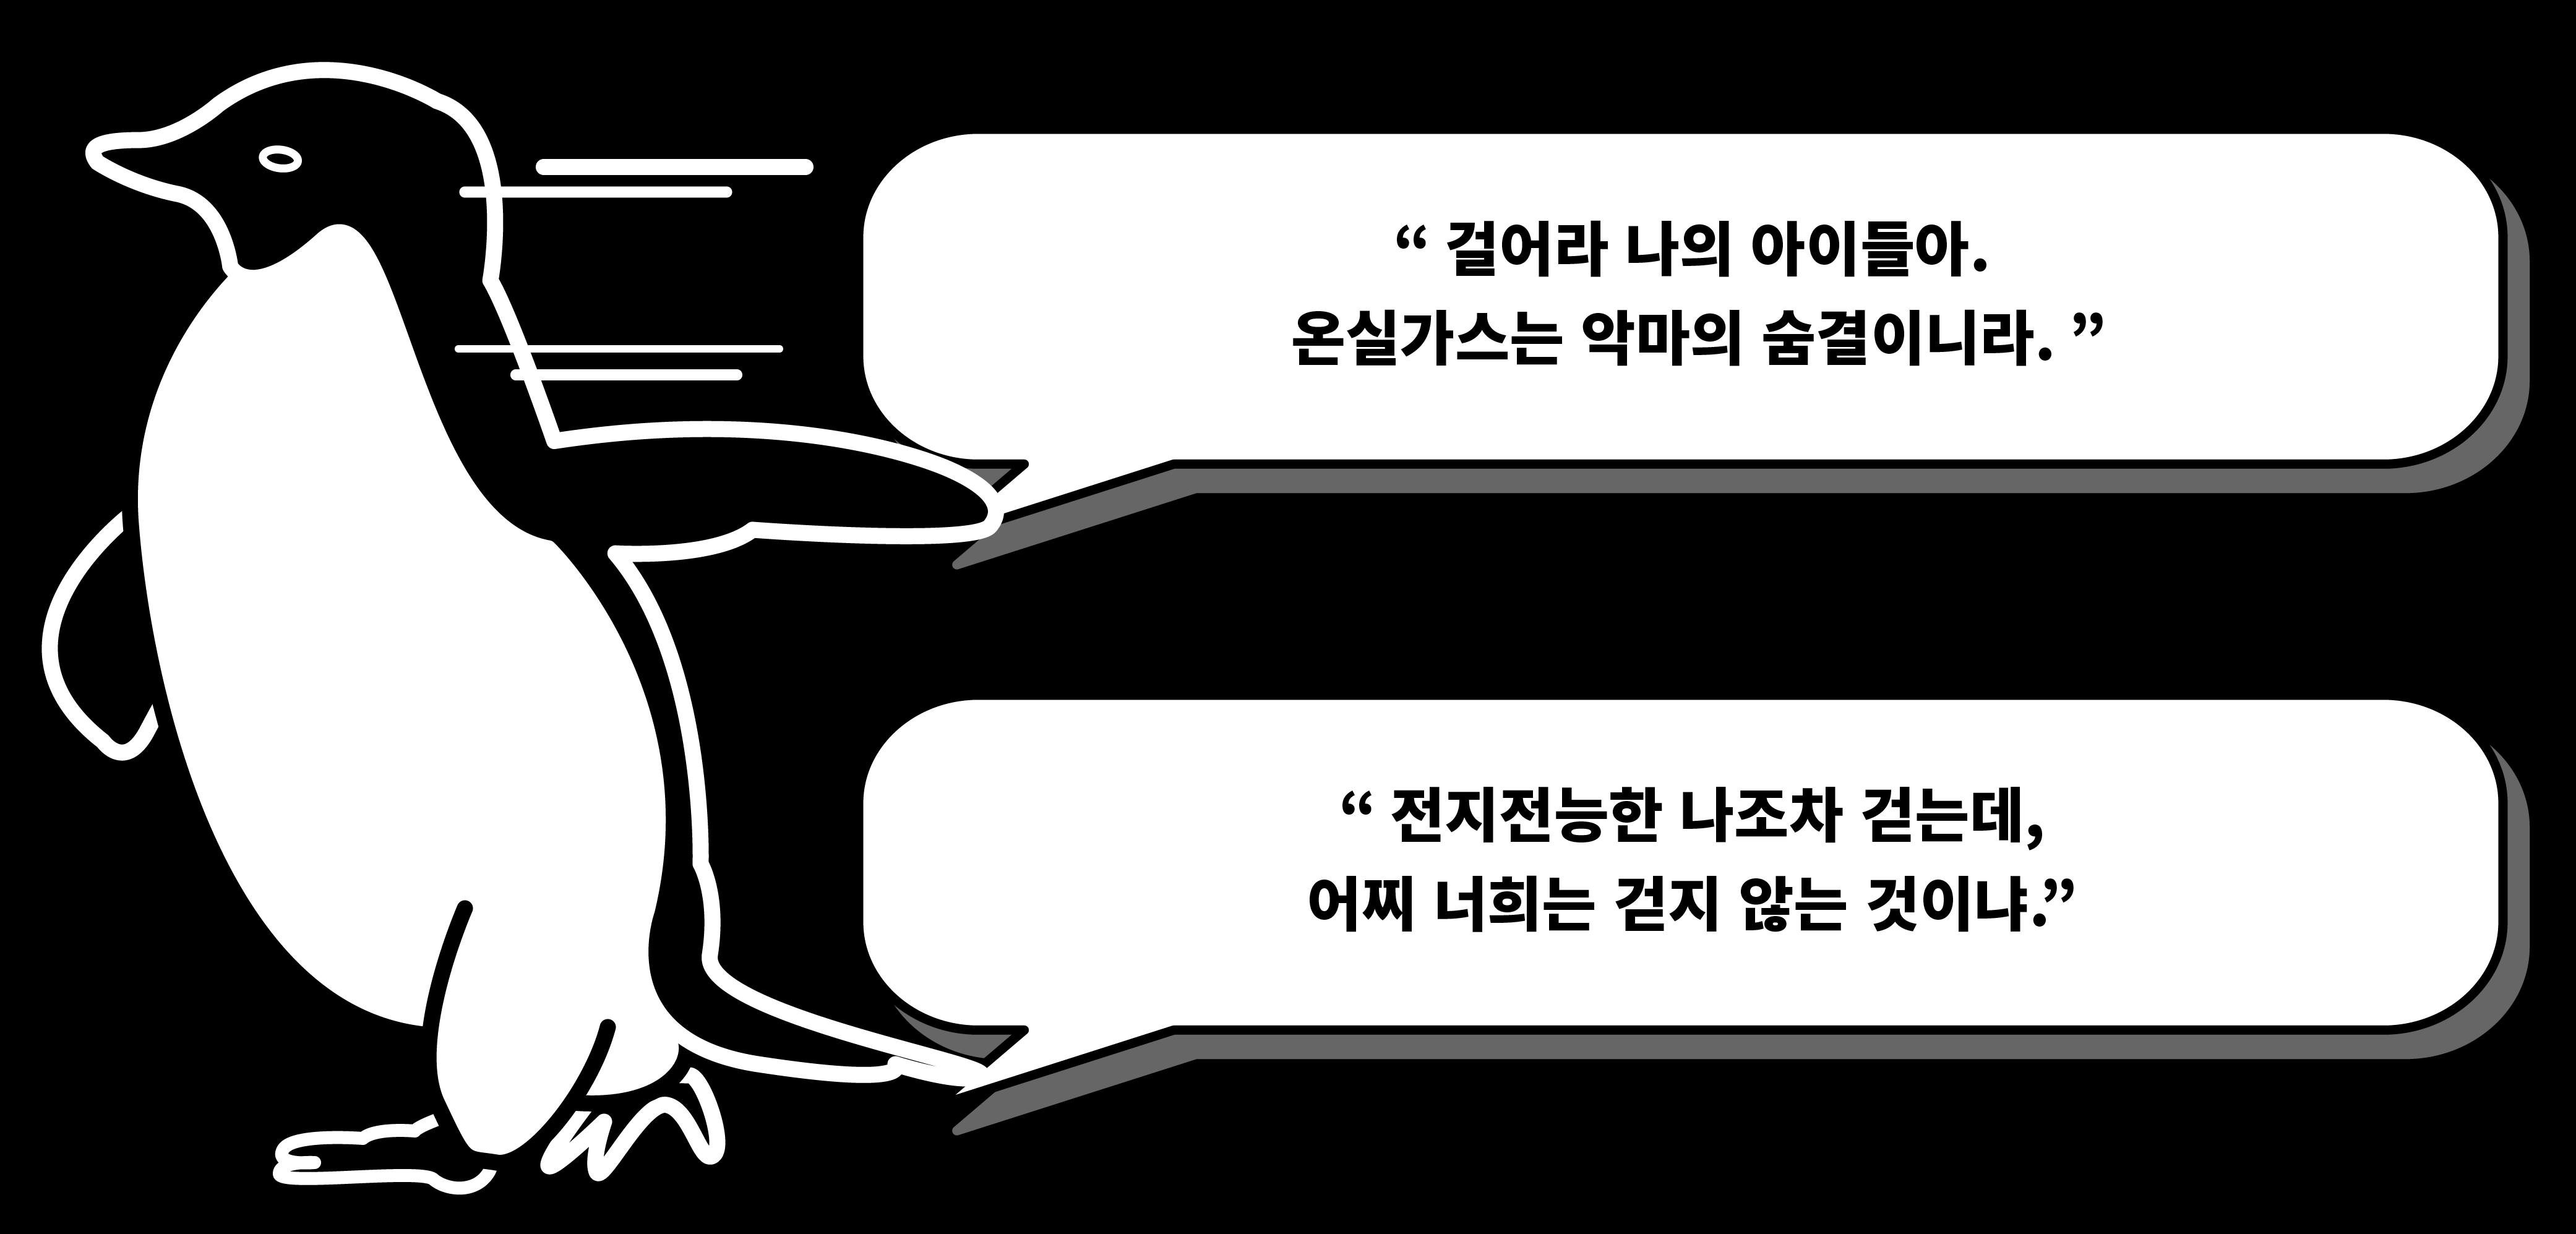 “ 걸어라 나의 아이들아.
온실가스는 악마의 숨결이니라. ”
“ 전지전능한 나조차 걷는데,
어찌 너희는 걷지 않는 것이냐.”